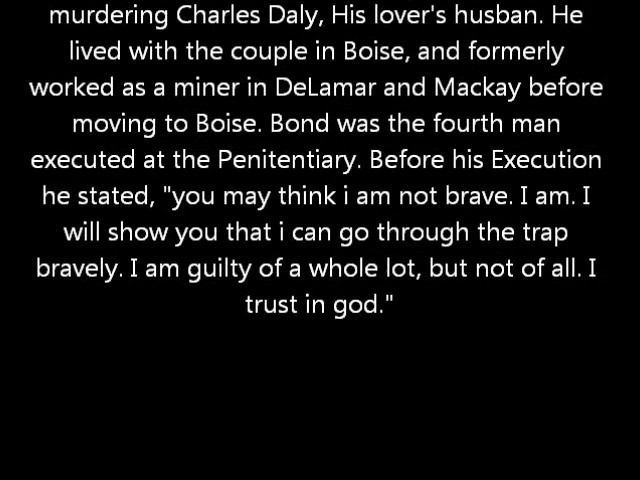 murdering Charles Daly, His lover's husban. He
lived with the couple in Boise, and formerly
worked as a miner in DeLamar and Mackay before
moving to Boise. Bond was the fourth man
executed at the Penitentiary. Before his Execution
he stated, "you may think i am not brave. I am. I
will show you that i can go through the trap
bravely. I am guilty of a whole lot, but not of all. I
trust in god."